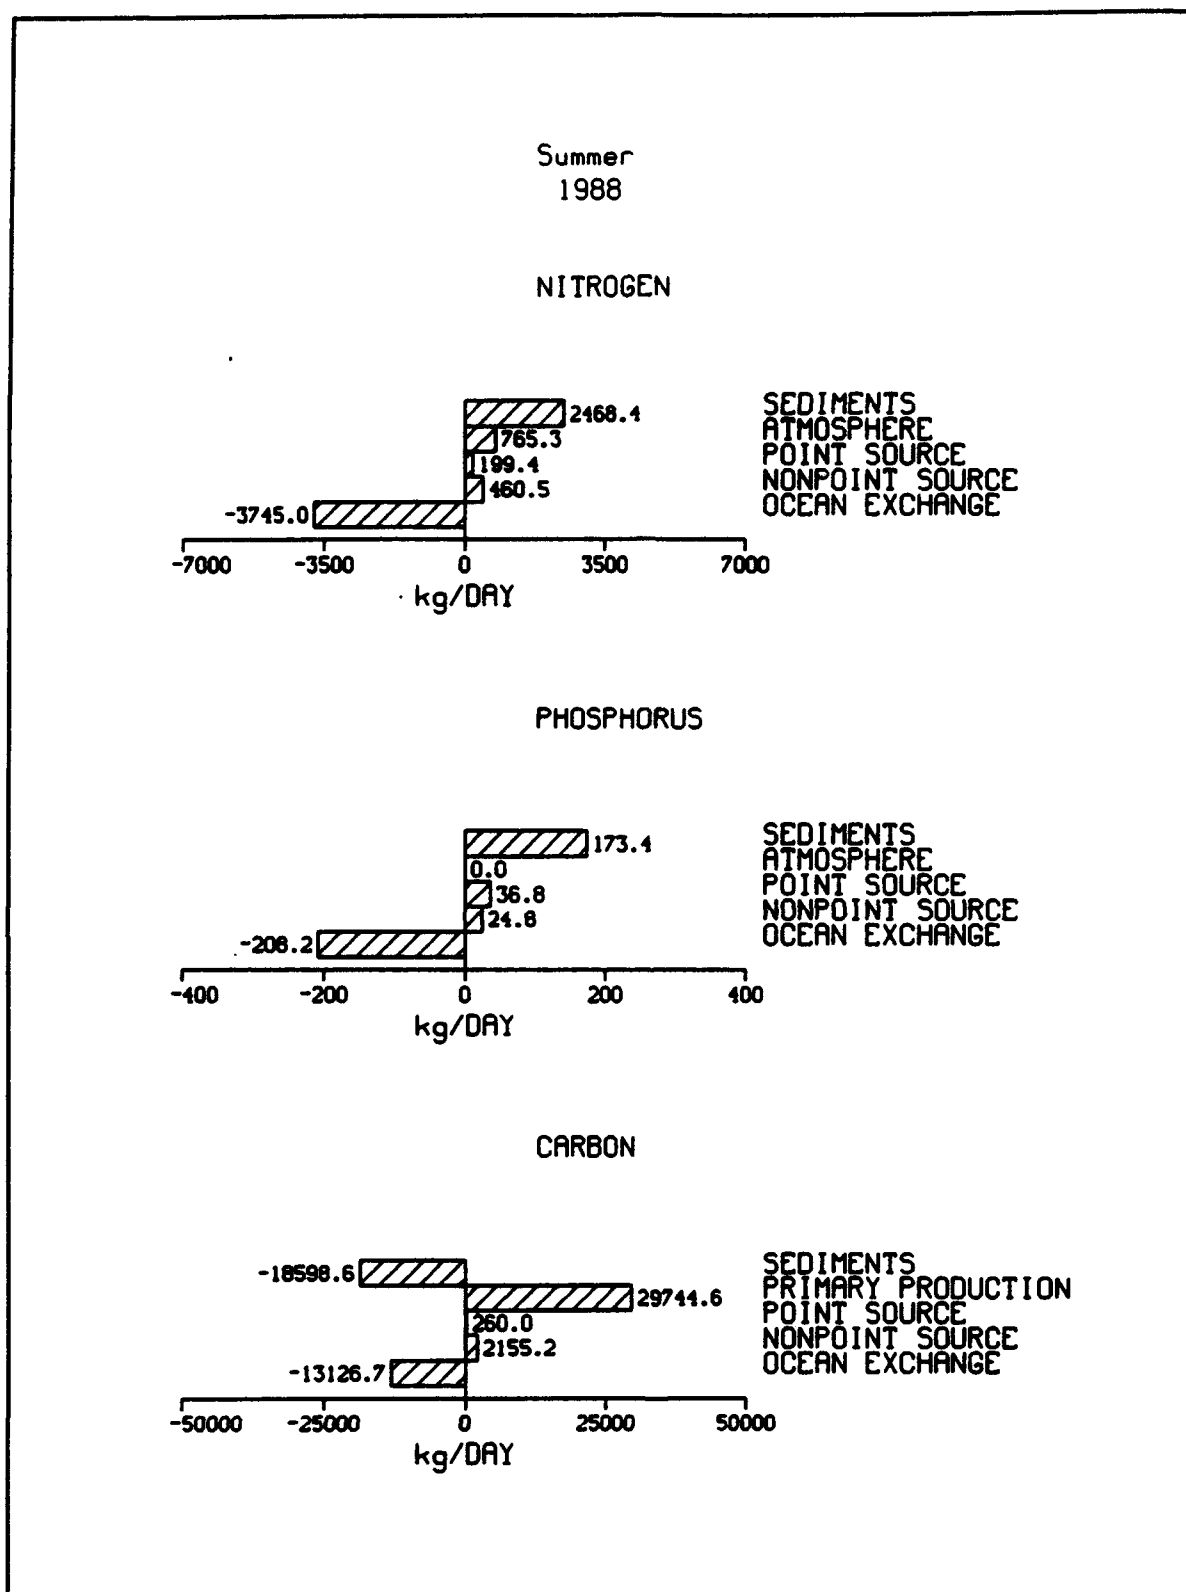 Summer
1988
NITROGEN
2468.4 SEDIMENTS
765.3 ATMOSPHERE
199.4 POINT SOURCE
460.5 NONPOINT SOURCE
-3745.0 OCEAN EXCHANGE
-7000 -3500 0 3500 7000
kg/DAY
PHOSPHORUS
173.4 SEDIMENTS
0.0 ATMOSPHERE
36.8 POINT SOURCE
24.8 NONPOINT SOURCE
-208.2 OCEAN EXCHANGE
-400 -200 0 200 400
kg/DAY
CARBON
-18598.6 SEDIMENTS
29744.6 PRIMARY PRODUCTION
260.0 POINT SOURCE
2155.2 NONPOINT SOURCE
-13126.7 OCEAN EXCHANGE
-50000 -25000 0 25000 50000
kg/DAY